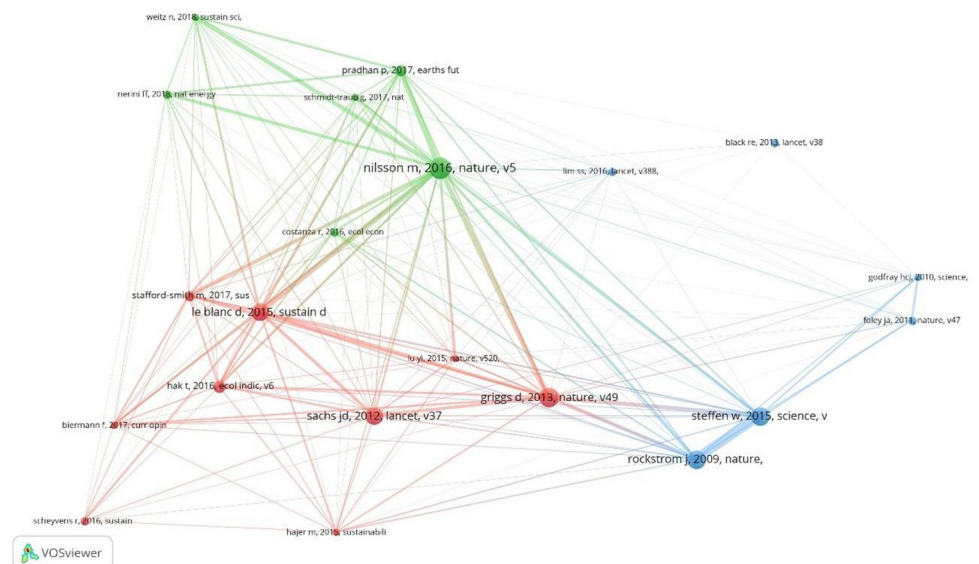 weitz n, 2018, sustain sci,
pradhan p, 2017, earths fut
nerini ff, 2018, nat energy
schmidt-traub g, 2017, nat
black re, 2013, lancet, v38
nilsson m, 2016, nature, v5
lim ss, 2016, lancet, v388,
costanza r, 2016, ecol econ
godfray hcj, 2010, science,
stafford-smith m, 2017, sus
le blanc d, 2015, sustain d
foley ja, 2011, nature, v47
lu yl, 2015, nature, v520,
hak t, 2016, ecol indic, v6
griggs d, 2013, nature, v49
sachs jd, 2012, lancet, v37
steffen w, 2015, science, v
biermann f, 2017, curr opin
rockstrom j, 2009, nature,
scheyvens r, 2016, sustain
hajer m, 2015, sustainabili
VOSviewer